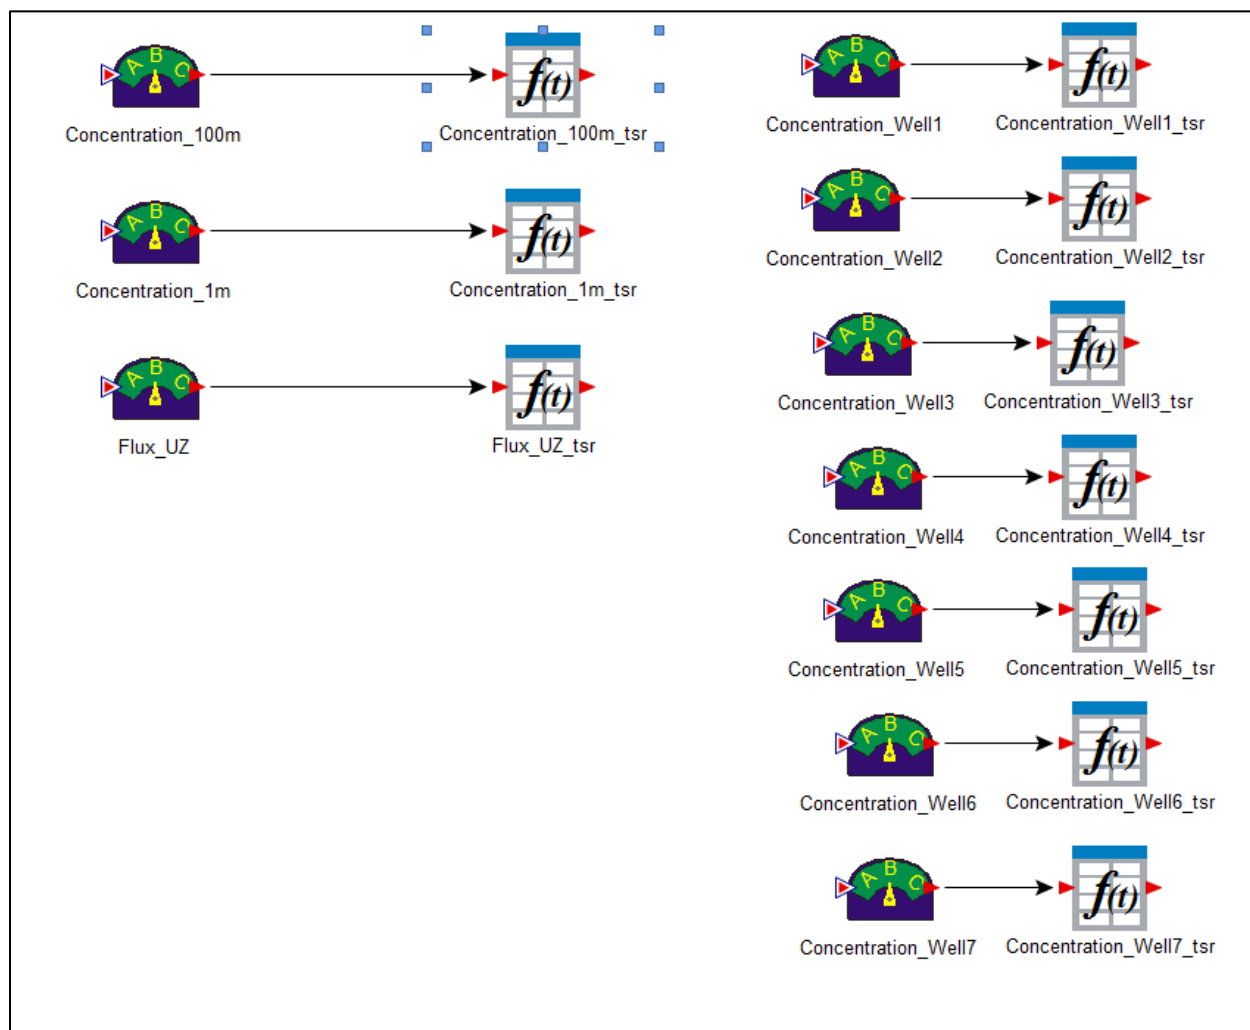 A B C
f(t)
Concentration_100m
Concentration_100m_tsr
A B C
f(t)
Concentration_1m
Concentration_1m_tsr
A B C
f(t)
Flux_UZ
Flux_UZ_tsr
A B C
f(t)
Concentration_Well1
Concentration_Well1_tsr
A B C
f(t)
Concentration_Well2
Concentration_Well2_tsr
A B C
f(t)
Concentration_Well3
Concentration_Well3_tsr
A B C
f(t)
Concentration_Well4
Concentration_Well4_tsr
A B C
f(t)
Concentration_Well5
Concentration_Well5_tsr
A B C
f(t)
Concentration_Well6
Concentration_Well6_tsr
A B C
f(t)
Concentration_Well7
Concentration_Well7_tsr